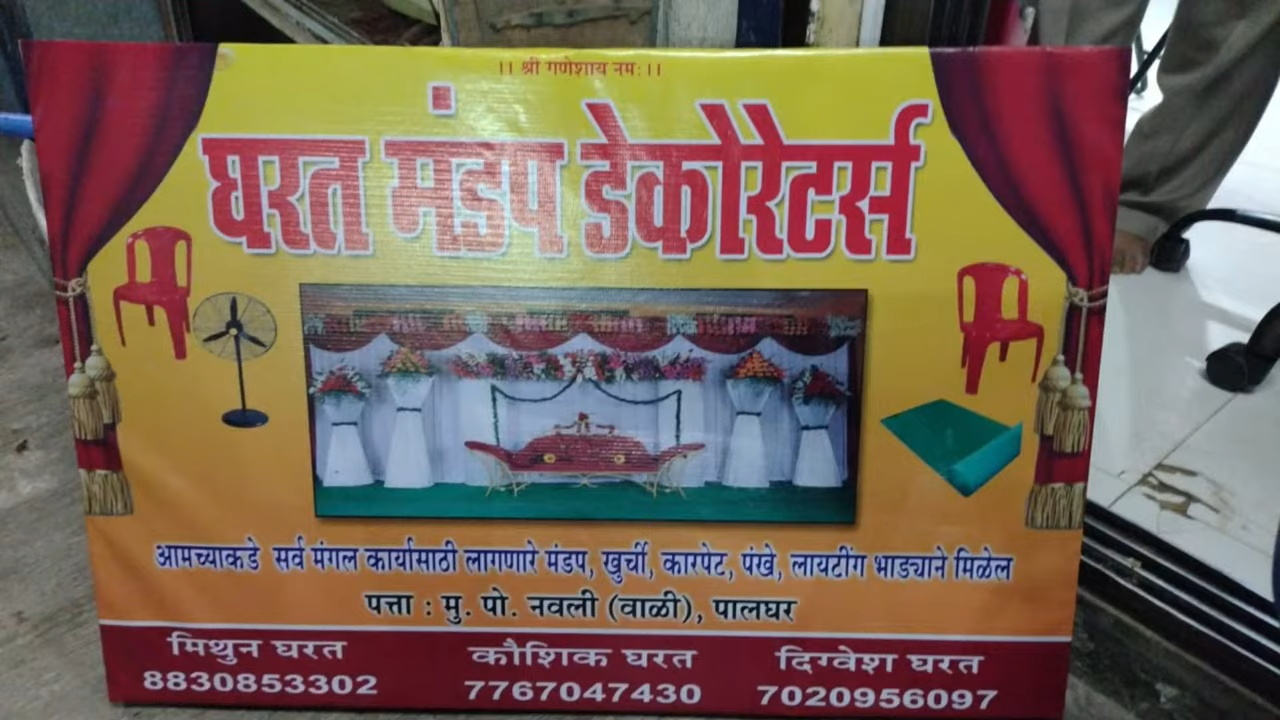 ।। श्री गणेशाय नमः।।
घरत मंडप डेकोरेटर्स
आमच्याकडे सर्व मंगल कार्यासाठी लागणारे मंडप, खुर्ची, कारपेट, पंखे, लायटींग भाड्याने मिळेल
पत्ता : मु. पो. नवली (वाळी), पालघर
मिथुन घरत कौशिक घरत दिग्वेश घरत
8830853302 7767047430 7020956097